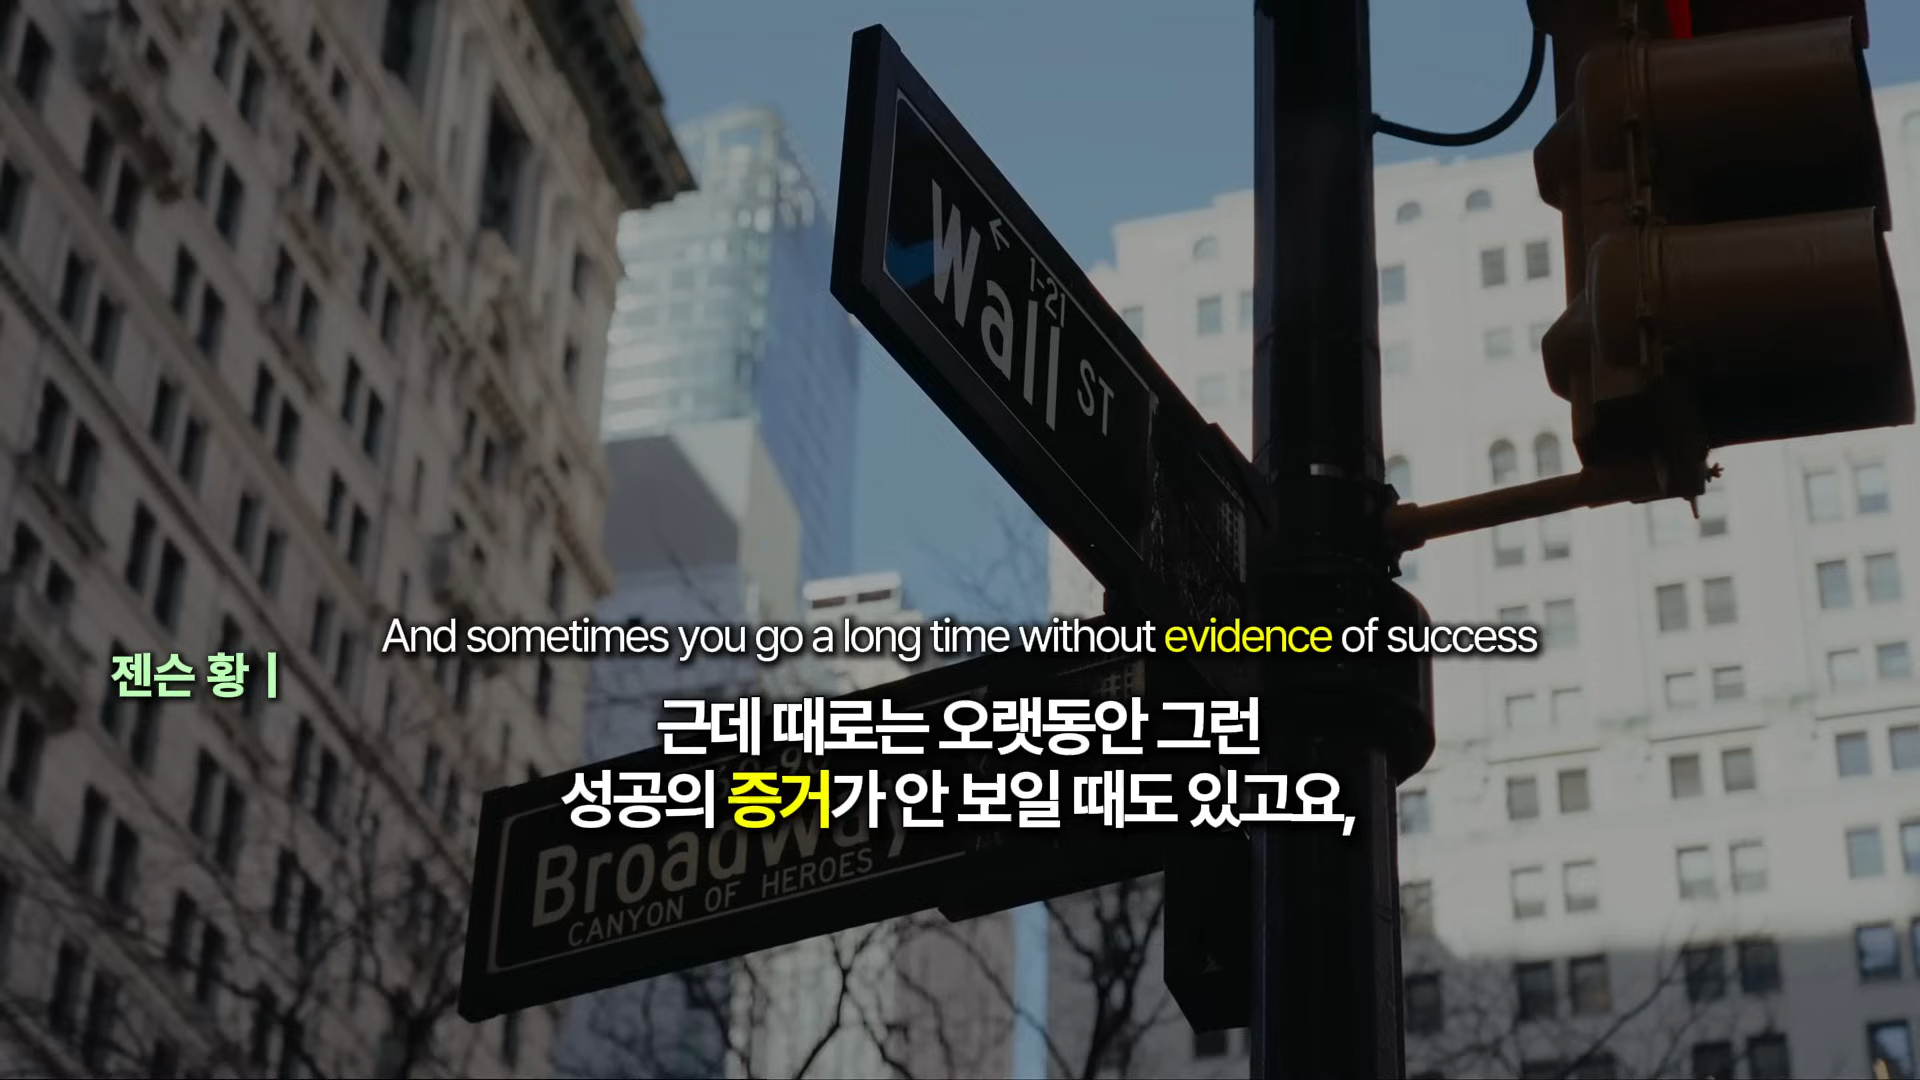 Wall ST
1-21
And sometimes you go a long time without evidence of success
젠슨 황 |
근데 때로는 오랫동안 그런
성공의 증거가 안 보일 때도 있고요,
Broadway
CANYON OF HEROES